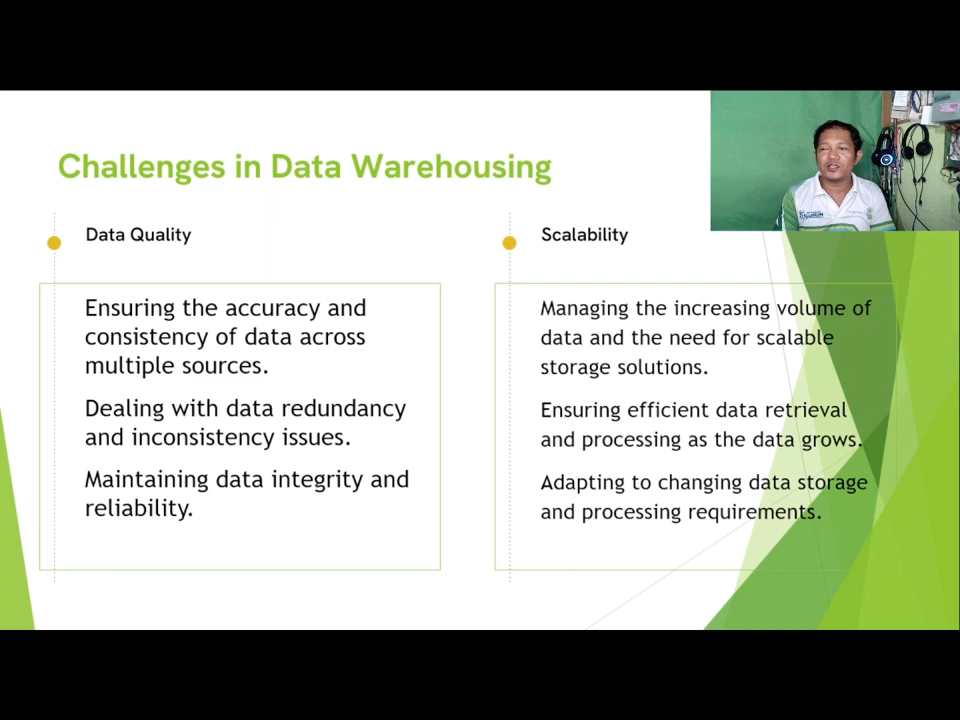 Challenges in Data Warehousing
Data Quality
Ensuring the accuracy and
consistency of data across
multiple sources.
Dealing with data redundancy
and inconsistency issues.
Maintaining data integrity and
reliability.
Scalability
Managing the increasing volume of
data and the need for scalable
storage solutions.
Ensuring efficient data retrieval
and processing as the data grows.
Adapting to changing data storage
and processing requirements.